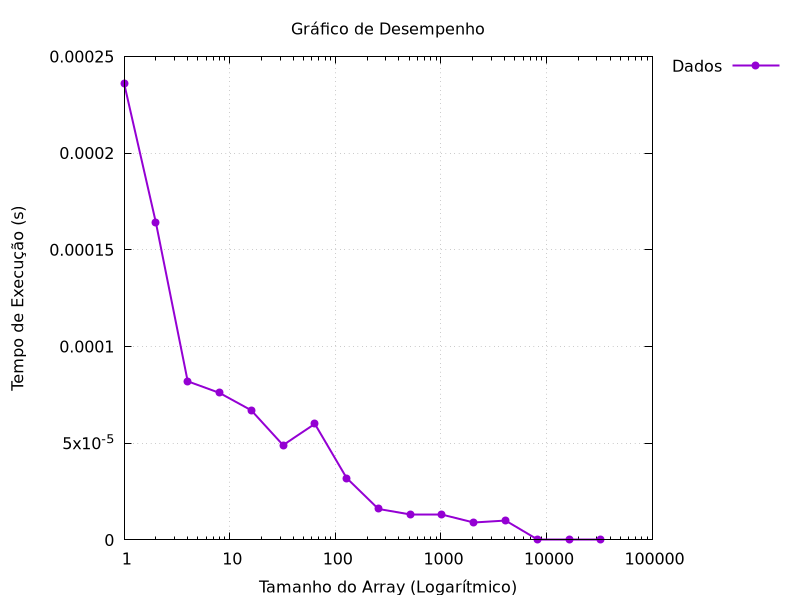 Gráfico de Desempenho
Dados
0.00025
0.0002
0.00015
0.0001
5x10⁻⁵
0
Tempo de Execução (s)
1 10 100 1000 10000 100000
Tamanho do Array (Logarítmico)